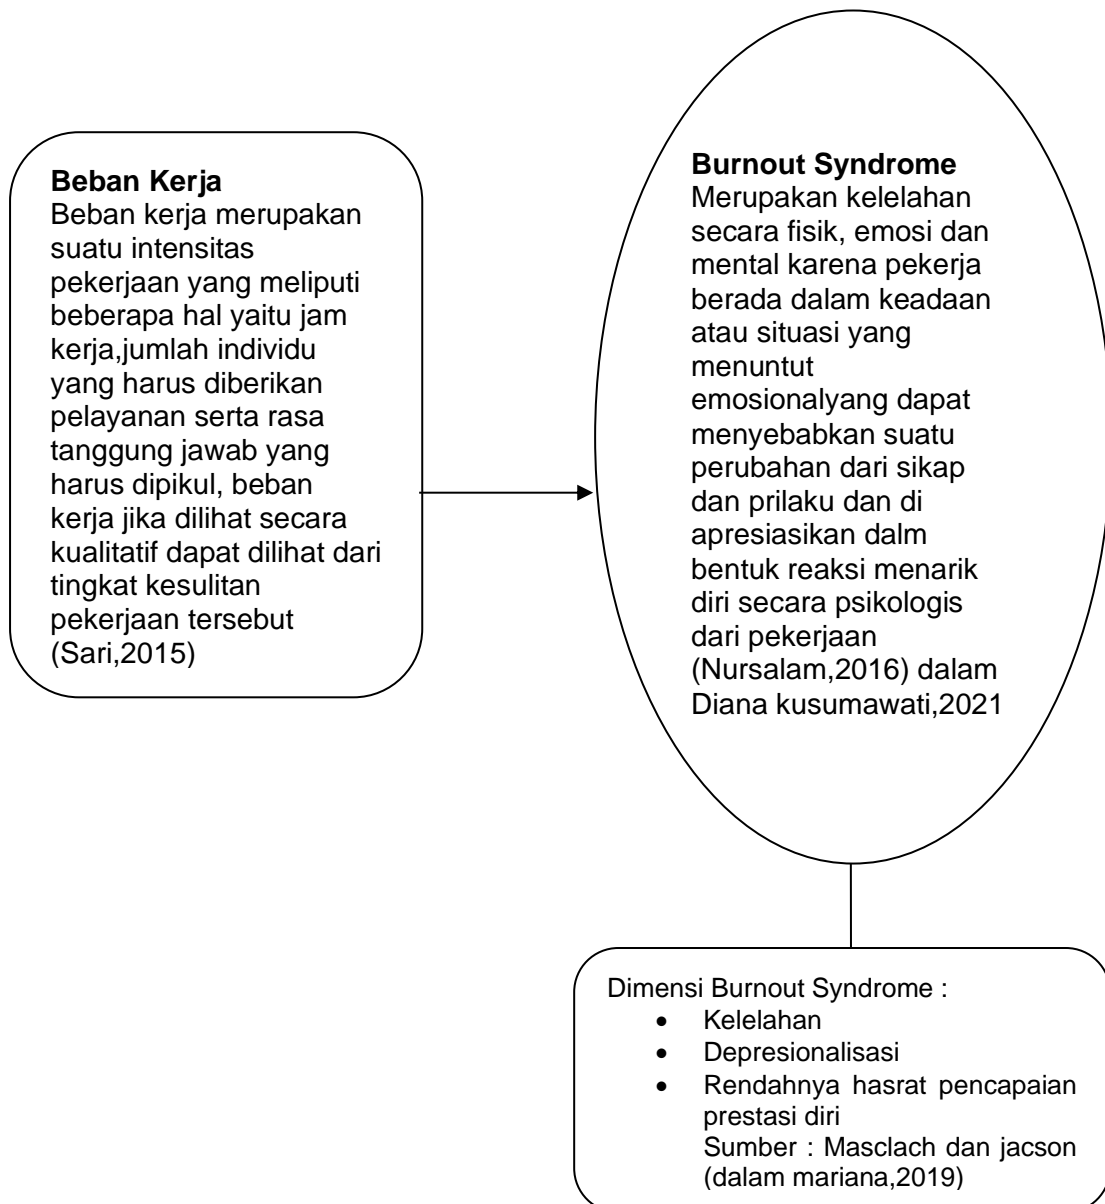 Beban Kerja
Beban kerja merupakan
suatu intensitas
pekerjaan yang meliputi
beberapa hal yaitu jam
kerja,jumlah individu
yang harus diberikan
pelayanan serta rasa
tanggung jawab yang
harus dipikul, beban
kerja jika dilihat secara
kualitatif dapat dilihat dari
tingkat kesulitan
pekerjaan tersebut
(Sari,2015)
Burnout Syndrome
Merupakan kelelahan
secara fisik, emosi dan
mental karena pekerja
berada dalam keadaan
atau situasi yang
menuntut
emosionalyang dapat
menyebabkan suatu
perubahan dari sikap
dan prilaku dan di
apresiasikan dalm
bentuk reaksi menarik
diri secara psikologis
dari pekerjaan
(Nursalam,2016) dalam
Diana kusumawati,2021
Dimensi Burnout Syndrome :
• Kelelahan
• Depresionalisasi
• Rendahnya hasrat pencapaian
prestasi diri
Sumber : Masclach dan jacson
(dalam mariana,2019)